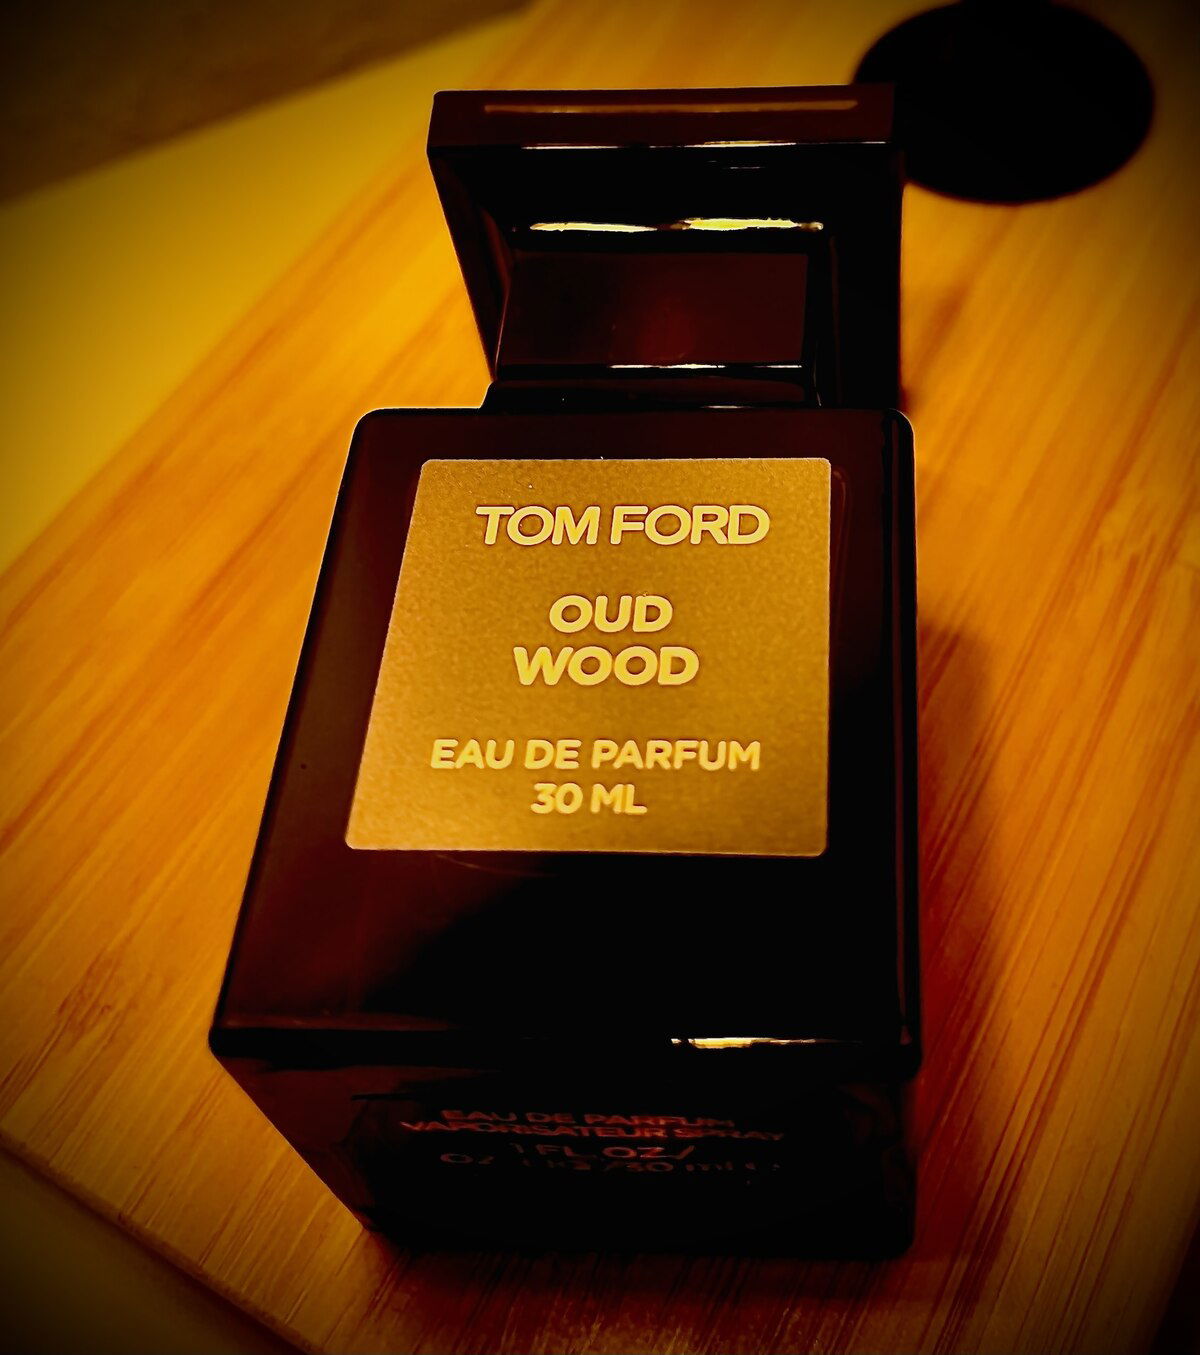 TOM FORD
OUD
WOOD
EAU DE PARFUM
30 ML
EAU DE PARFUM
VAPORISATEUR SPRAY
1 FL.OZ/